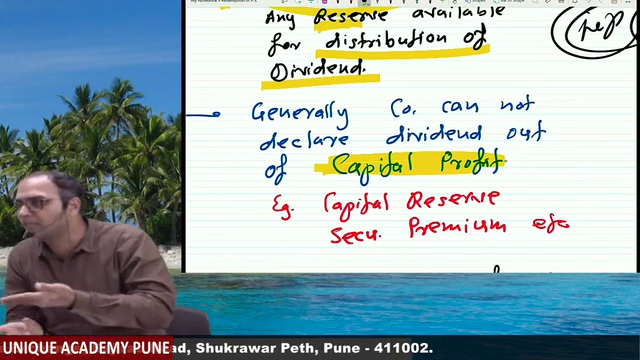 Any Reserve available
for distribution of
Dividend.
Generally Co. can not
declare dividend out
of Capital Profit
Eg. Capital Reserve
Secu. Premium etc
UNIQUE ACADEMY PUNE
ad, Shukrawar Peth, Pune - 411002.